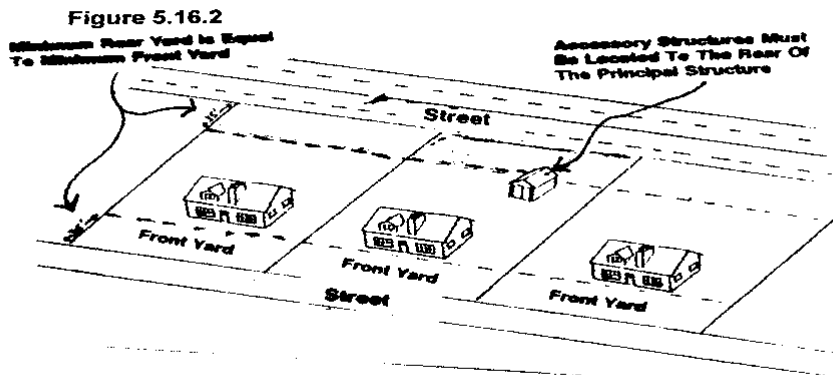 Figure 5.16.2
Minimum Rear Yard Is Equal
To Minimum Front Yard
Accessory Structures Must
Be Located To The Rear Of
The Principal Structure
Street
Front Yard
Front Yard
Front Yard
Street